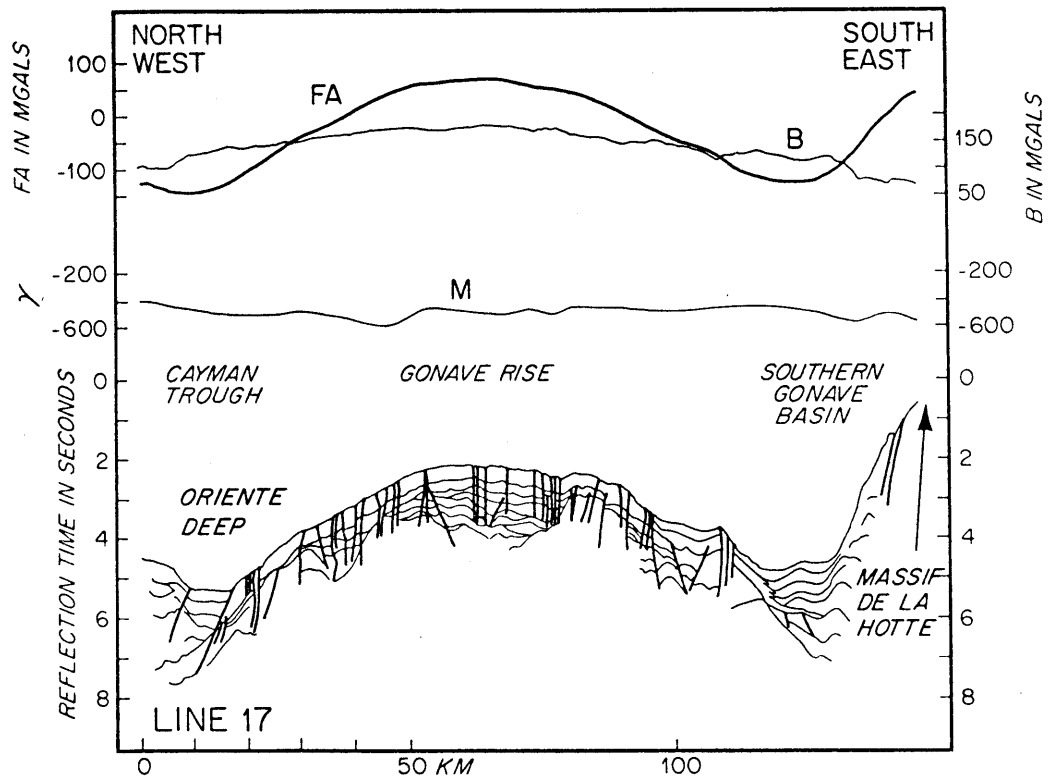 NORTH
WEST
SOUTH
EAST
FA IN MGALS
100
0
-100
FA
B
150
50
B IN MGALS
γ
-200
-600
M
-200
-600
CAYMAN
TROUGH
GONAVE RISE
SOUTHERN
GONAVE
BASIN
REFLECTION TIME IN SECONDS
0
2
4
6
8
0
2
4
6
8
ORIENTE
DEEP
MASSIF
DE LA
HOTTE
LINE 17
0
50 KM
100